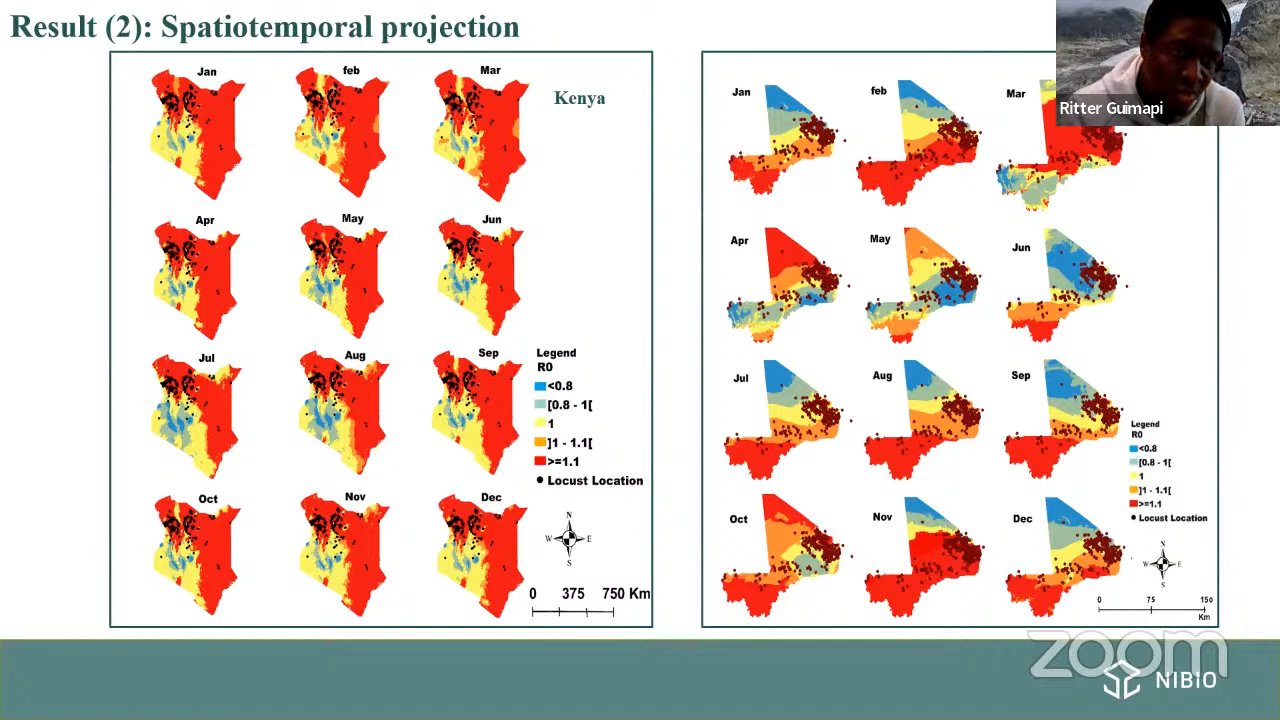 Result (2): Spatiotemporal projection
Jan
feb
Mar
Kenya
Apr
May
Jun
Jul
Aug
Sep
Legend
R0
<0.8
[0.8 - 1[
1
]1 - 1.1[
>=1.1
Locust Location
Oct
Nov
Dec
N
W
E
S
0
375
750 Km
Jan
feb
Mar
Ritter Guimapi
Apr
May
Jun
Jul
Aug
Sep
Legend
R0
<0.8
[0.8 - 1[
1
]1 - 1.1[
>=1.1
Locust Location
Oct
Nov
Dec
N
W
E
S
0
75
150
Km
zoom
NIBIO